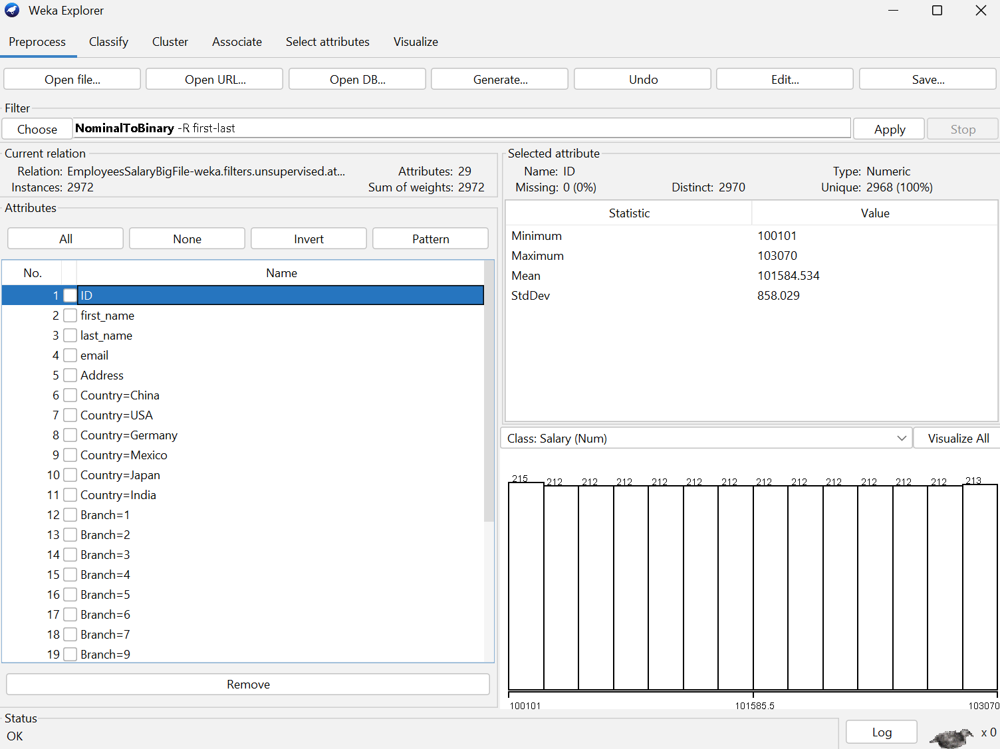 Weka Explorer
Preprocess Classify Cluster Associate Select attributes Visualize
Open file... Open URL... Open DB... Generate... Undo Edit... Save...
Filter
Choose NominalToBinary -R first-last Apply Stop
Current relation
Relation: EmployeesSalaryBigFile-weka.filters.unsupervised.at... Attributes: 29
Instances: 2972 Sum of weights: 2972
Attributes
All None Invert Pattern
No. Name
1 ID
2 first_name
3 last_name
4 email
5 Address
6 Country=China
7 Country=USA
8 Country=Germany
9 Country=Mexico
10 Country=Japan
11 Country=India
12 Branch=1
13 Branch=2
14 Branch=3
15 Branch=4
16 Branch=5
17 Branch=6
18 Branch=7
19 Branch=9
Remove
Selected attribute
Name: ID Type: Numeric
Missing: 0 (0%) Distinct: 2970 Unique: 2968 (100%)
Statistic Value
Minimum 100101
Maximum 103070
Mean 101584.534
StdDev 858.029
Class: Salary (Num) Visualize All
215 212 212 212 212 212 212 212 212 212 212 212 212 213
100101 101585.5 103070
Status
OK
Log x 0